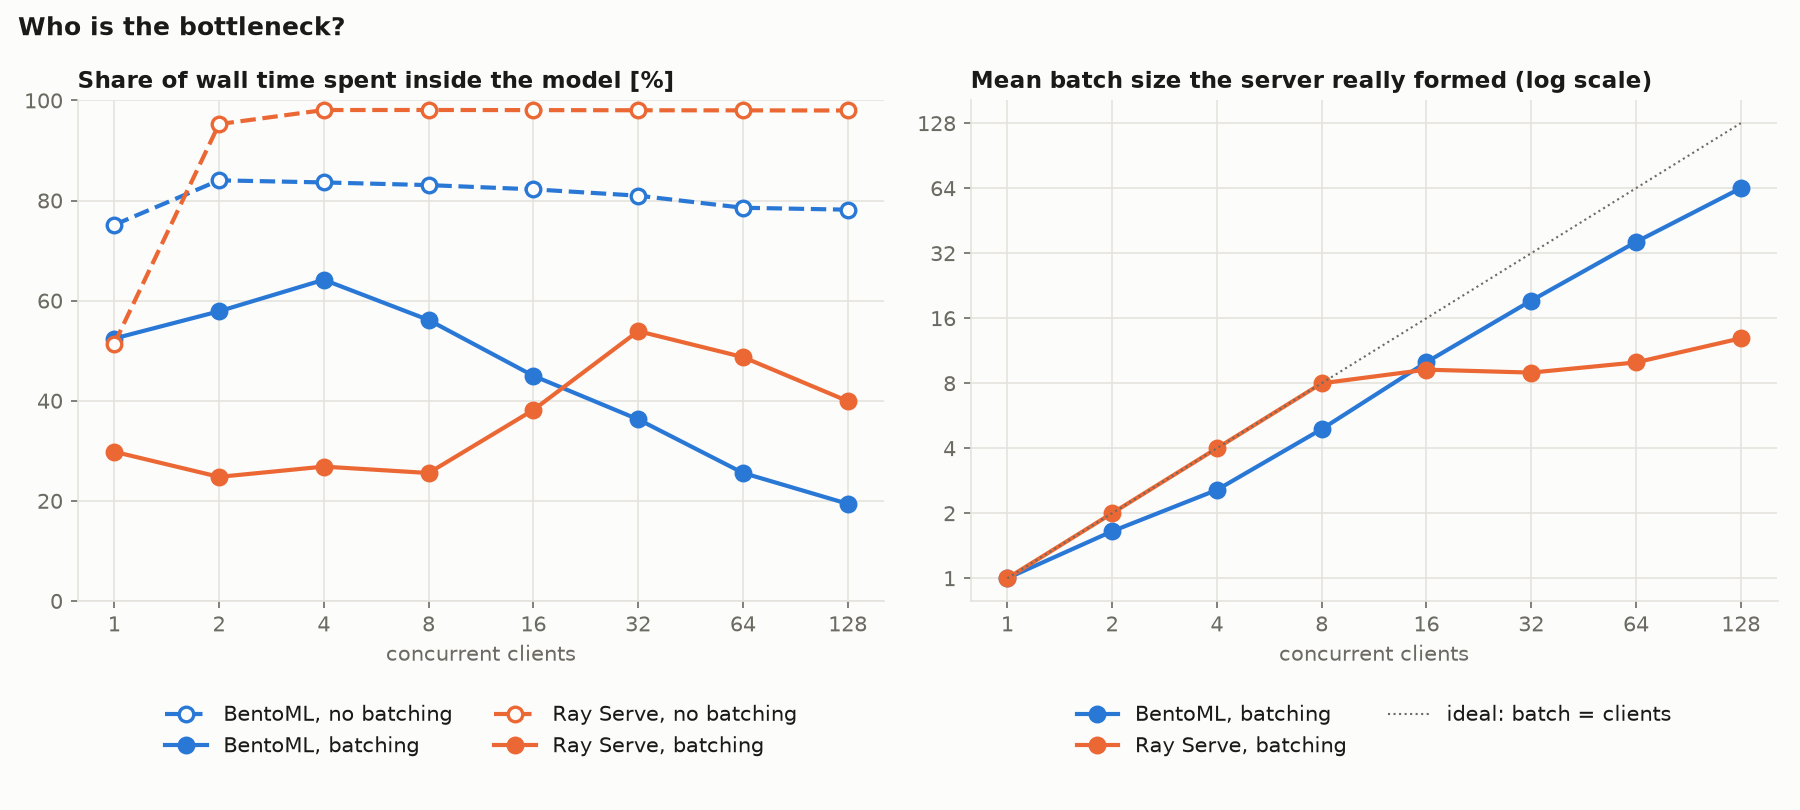 Who is the bottleneck?
Share of wall time spent inside the model [%]
100
80
60
40
20
0
1 2 4 8 16 32 64 128
concurrent clients
BentoML, no batching
Ray Serve, no batching
BentoML, batching
Ray Serve, batching
Mean batch size the server really formed (log scale)
128
64
32
16
8
4
2
1
1 2 4 8 16 32 64 128
concurrent clients
BentoML, batching
ideal: batch = clients
Ray Serve, batching